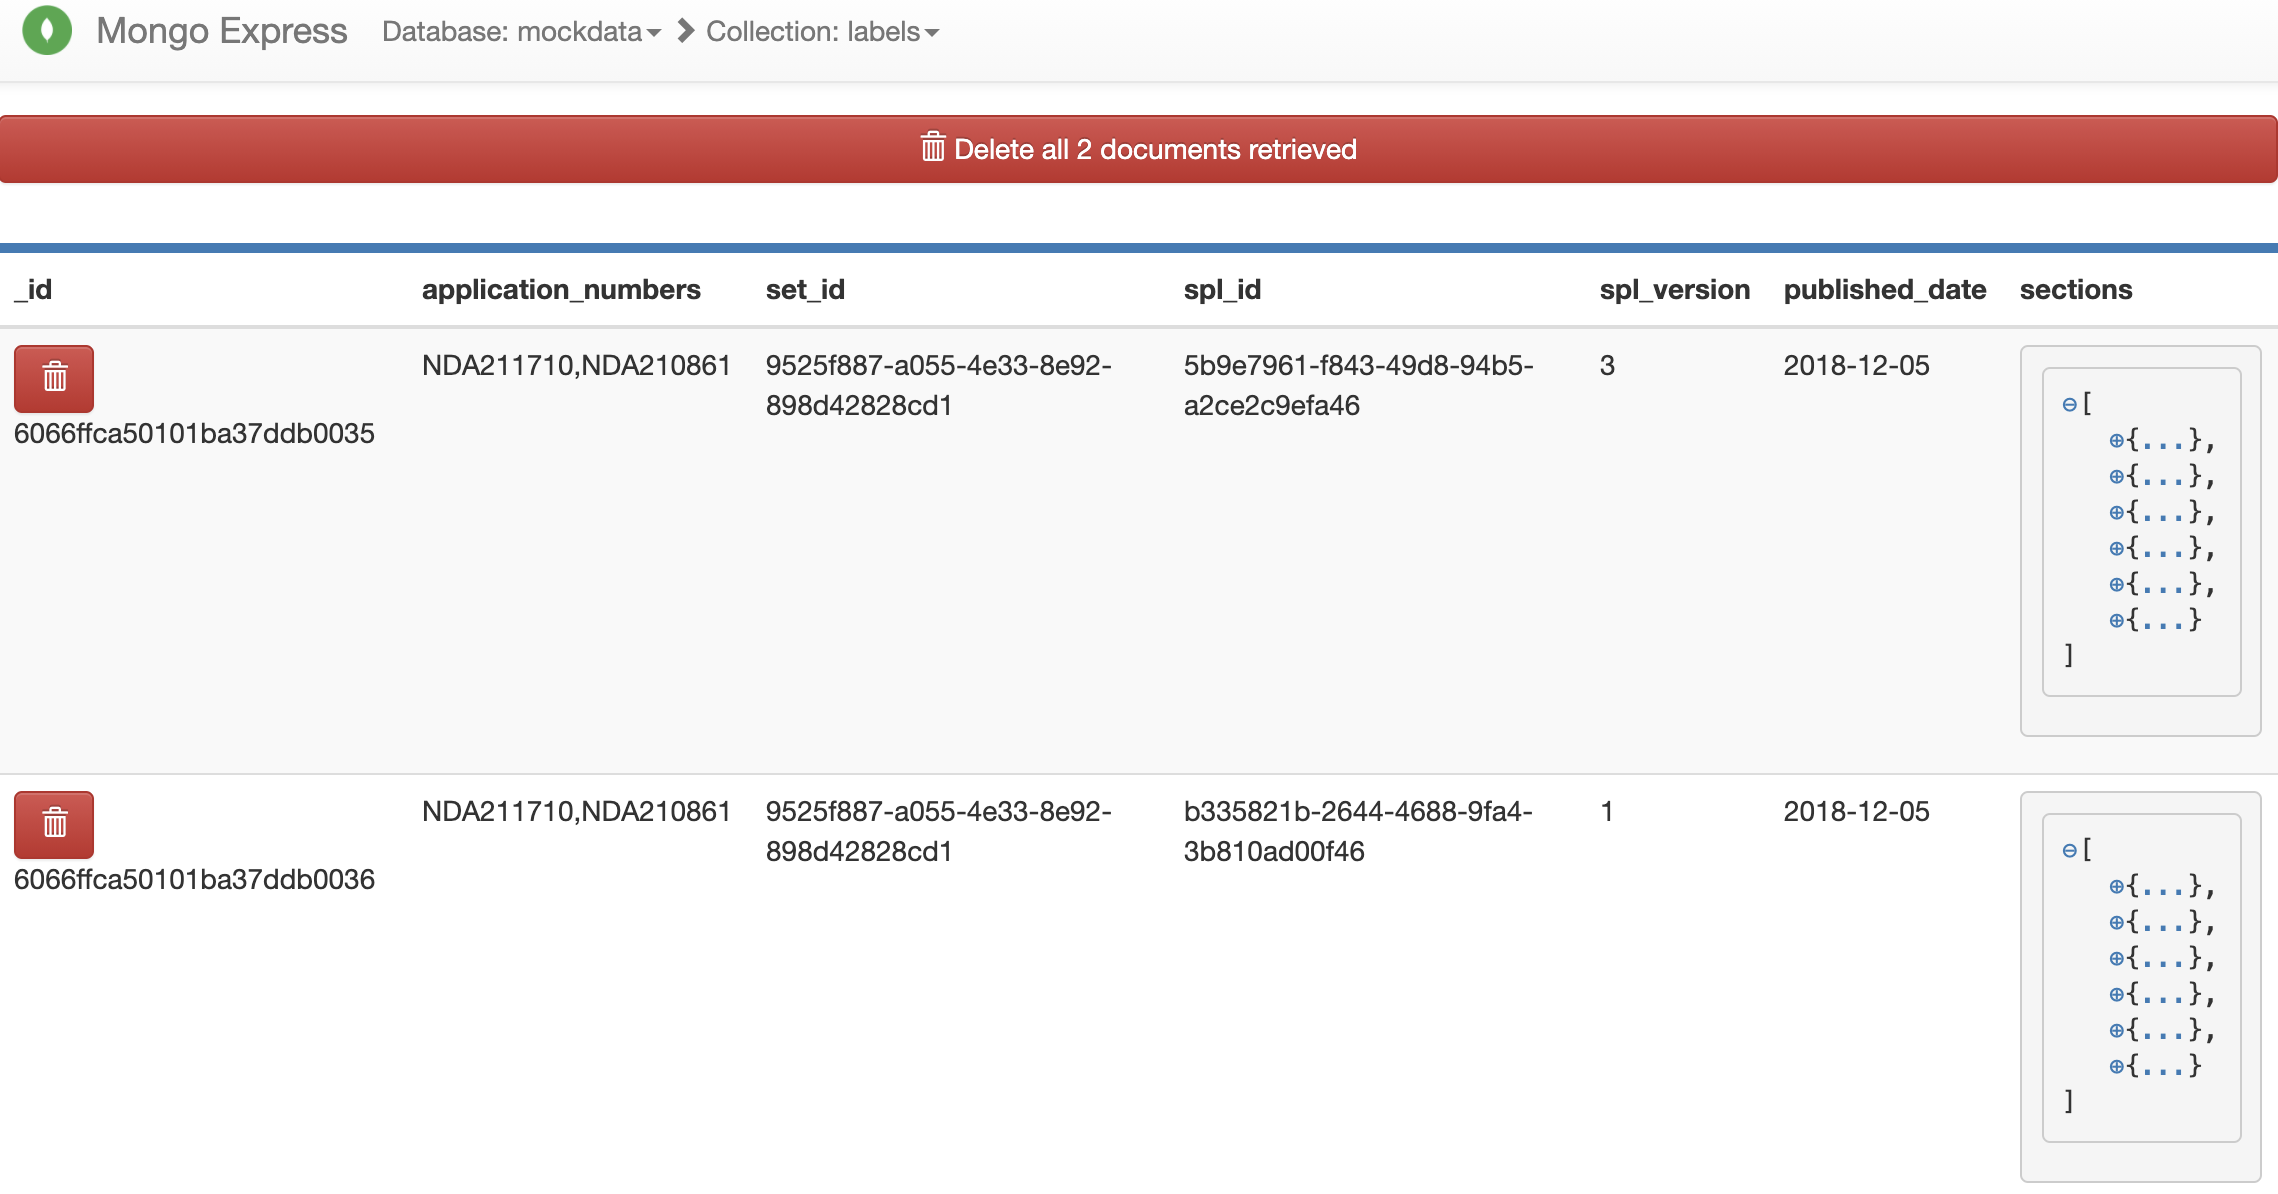 Mongo Express Database: mockdata Collection: labels
Delete all 2 documents retrieved
_id application_numbers set_id spl_id spl_version published_date sections
NDA211710,NDA210861 9525f887-a055-4e33-8e92- 5b9e7961-f843-49d8-94b5- 3 2018-12-05
898d42828cd1 a2ce2c9efa46
6066ffca50101ba37ddb0035
[
{...},
{...},
{...},
{...},
{...},
{...}
]
NDA211710,NDA210861 9525f887-a055-4e33-8e92- b335821b-2644-4688-9fa4- 1 2018-12-05
898d42828cd1 3b810ad00f46
6066ffca50101ba37ddb0036
[
{...},
{...},
{...},
{...},
{...},
{...}
]